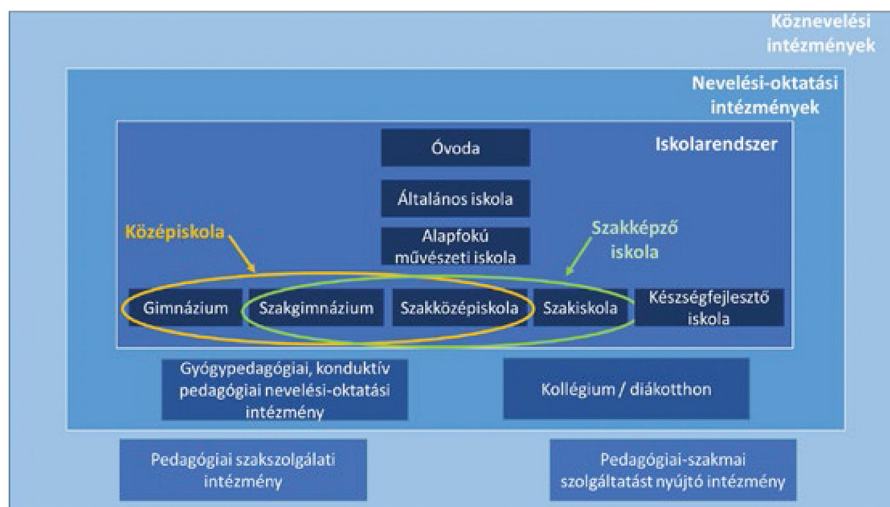 Köznevelési
intézmények
Nevelési-oktatási
intézmények
Iskolarendszer
Óvoda
Általános iskola
Alapfokú
művészeti iskola
Középiskola
Szakképző
iskola
Gimnázium
Szakgimnázium
Szakközépiskola
Szakiskola
Készségfejlesztő
iskola
Gyógypedagógiai, konduktív
pedagógiai nevelési-oktatási
intézmény
Kollégium / diákotthon
Pedagógiai szakszolgálati
intézmény
Pedagógiai-szakmai
szolgáltatást nyújtó intézmény